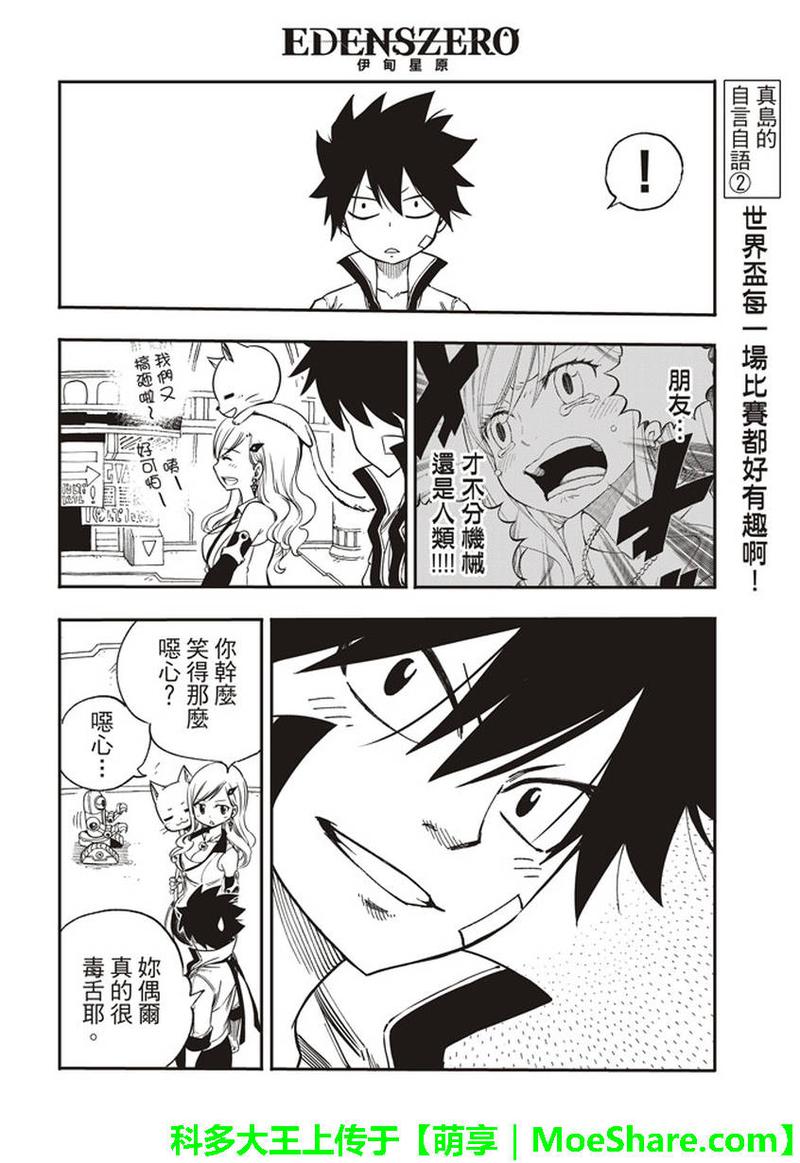 EDENSZERO
伊甸星原
真島的
自言自語②
世界盃每一場比賽都好有趣啊！
！
朋友…
才不分機械
還是人類!!!!
我們又
搞砸啦～
唷—
好可怕—
你幹麼
笑得那麼
噁心？
噁心…
妳偶爾
真的很
毒舌耶。
科多大王上传于【萌享｜MoeShare.com】